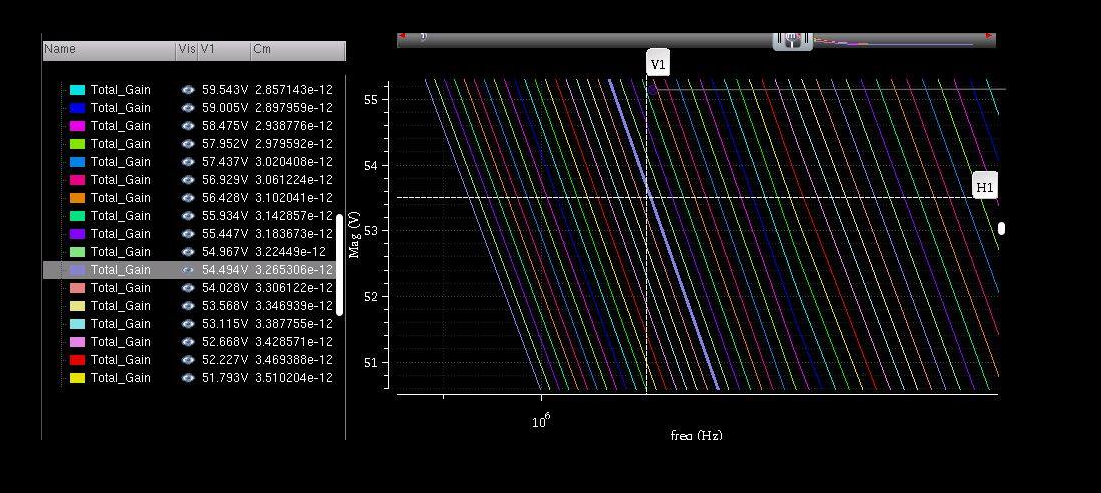 Name Vis V1 Cm
Total_Gain 59.543V 2.857143e-12
Total_Gain 59.005V 2.897959e-12
Total_Gain 58.475V 2.938776e-12
Total_Gain 57.952V 2.979592e-12
Total_Gain 57.437V 3.020408e-12
Total_Gain 56.929V 3.061224e-12
Total_Gain 56.428V 3.102041e-12
Total_Gain 55.934V 3.142857e-12
Total_Gain 55.447V 3.183673e-12
Total_Gain 54.967V 3.22449e-12
Total_Gain 54.494V 3.265306e-12
Total_Gain 54.028V 3.306122e-12
Total_Gain 53.568V 3.346939e-12
Total_Gain 53.115V 3.387755e-12
Total_Gain 52.668V 3.428571e-12
Total_Gain 52.227V 3.469388e-12
Total_Gain 51.793V 3.510204e-12
V1
H1
Mag (V)
55
54
53
52
51
10⁶
freq (Hz)